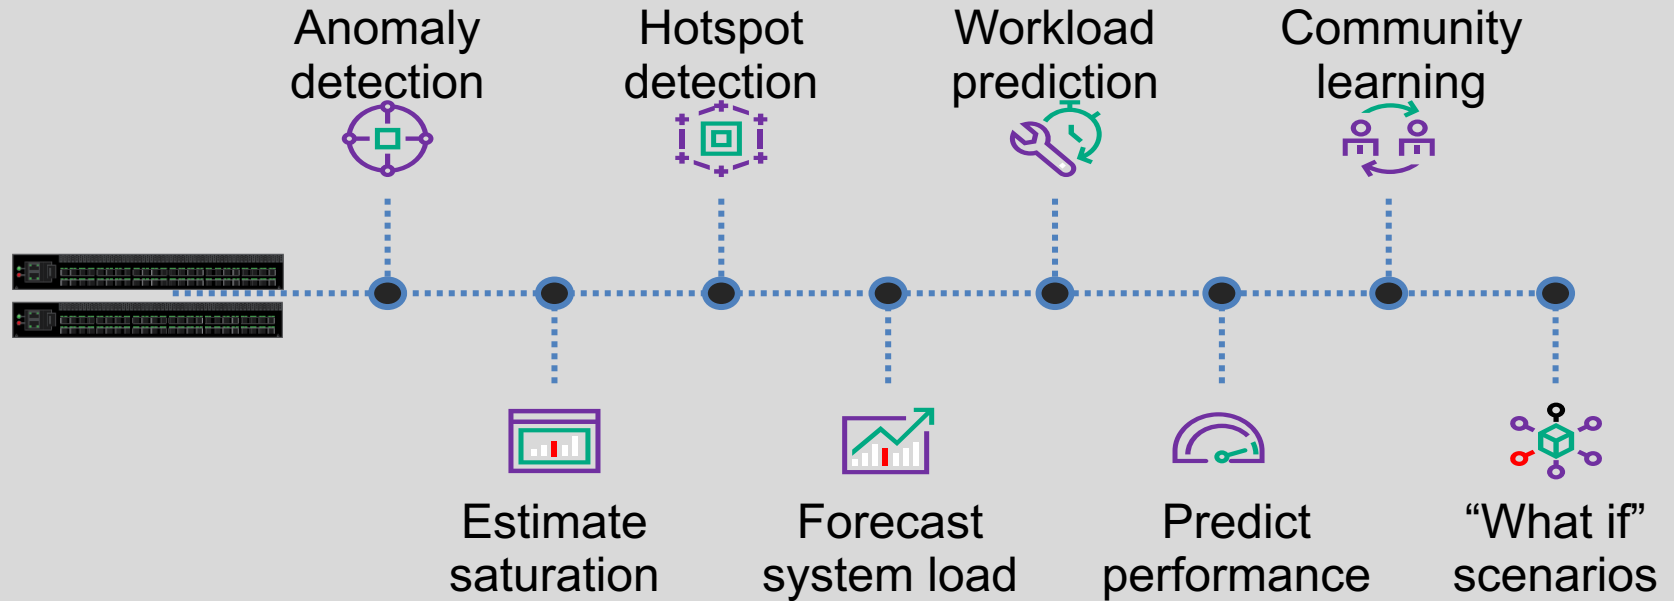 Anomaly
detection
Hotspot
detection
Workload
prediction
Community
learning
Estimate
saturation
Forecast
system load
Predict
performance
“What if”
scenarios